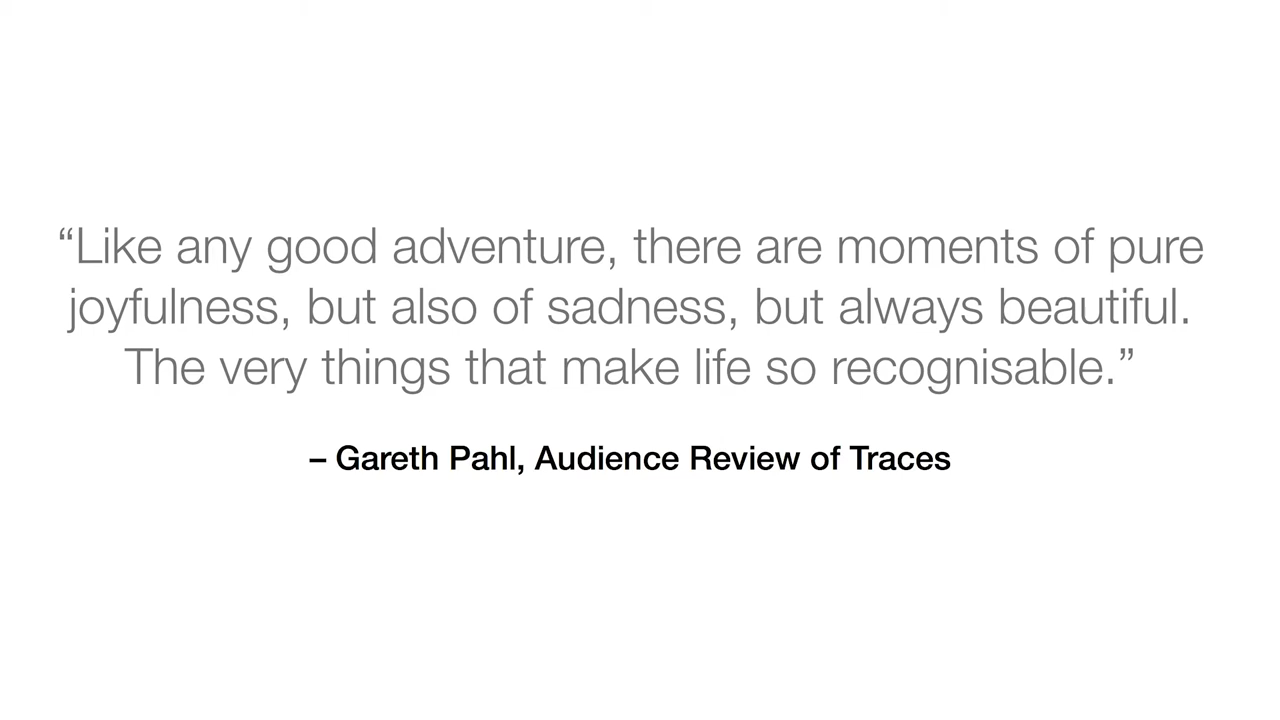 “Like any good adventure, there are moments of pure
joyfulness, but also of sadness, but always beautiful.
The very things that make life so recognisable.”
– Gareth Pahl, Audience Review of Traces